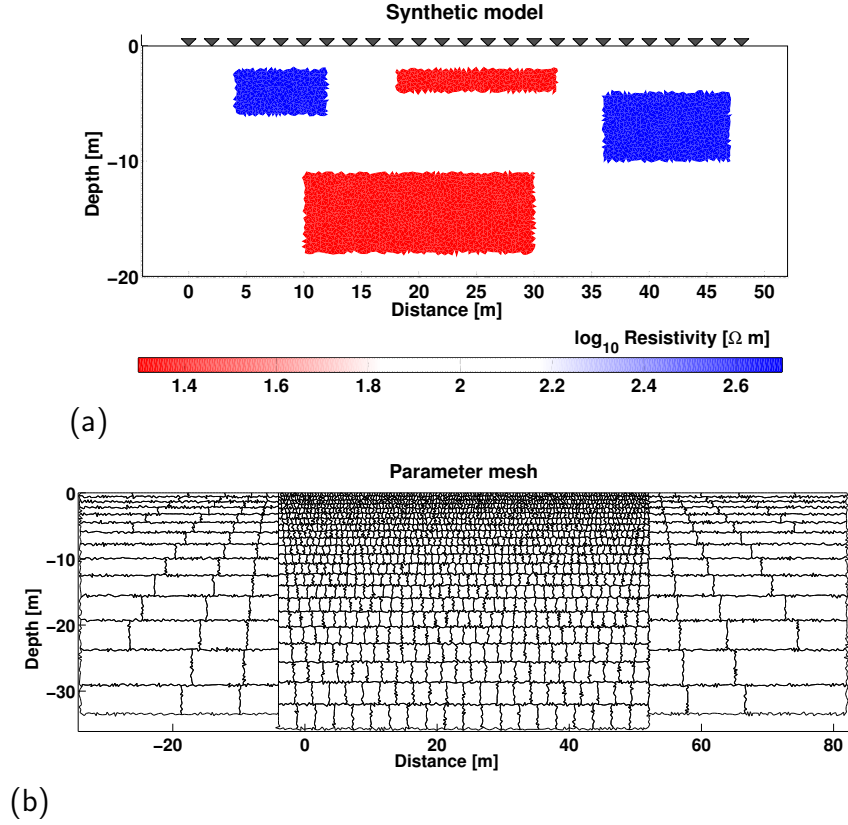 Synthetic model
0
−10
−20
Depth [m]
0 5 10 15 20 25 30 35 40 45 50
Distance [m]
log10 Resistivity [Ω m]
1.4 1.6 1.8 2 2.2 2.4 2.6
(a)
Parameter mesh
0
−10
−20
−30
Depth [m]
−20 0 20 40 60 80
Distance [m]
(b)